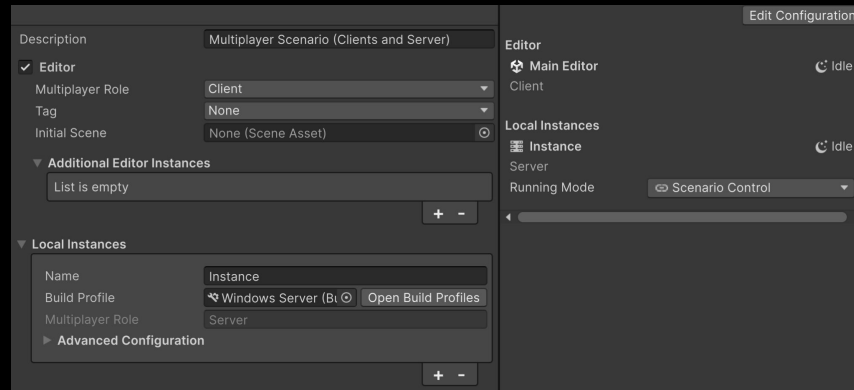 Edit Configuration
Description Multiplayer Scenario (Clients and Server)
Editor
Multiplayer Role Client
Tag None
Initial Scene None (Scene Asset)
Additional Editor Instances
List is empty
+ -
Local Instances
Name Instance
Build Profile Windows Server (Bu Open Build Profiles
Multiplayer Role Server
Advanced Configuration
+ -
Editor
Main Editor Idle
Client
Local Instances
Instance Idle
Server
Running Mode Scenario Control